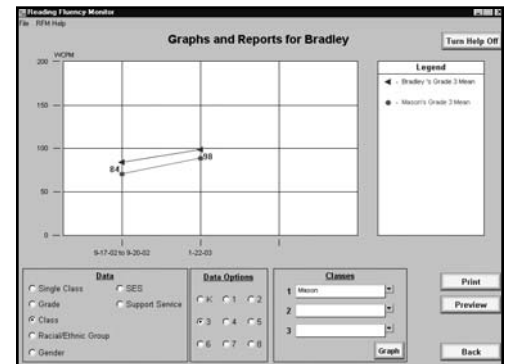 Reading Fluency Monitor
File RFM Help
Graphs and Reports for Bradley
Turn Help Off
WCPM
200
150
100
50
0
84
98
9-17-02 to 9-20-02
1-22-03
Legend
- Bradley 's Grade 3 Mean
- Mason's Grade 3 Mean
Data
Single Class
SES
Grade
Support Service
Class
Racial/Ethnic Group
Gender
Data Options
K 1 2
3 4 5
6 7 8
Classes
1 Mason
2
3
Graph
Print
Preview
Back